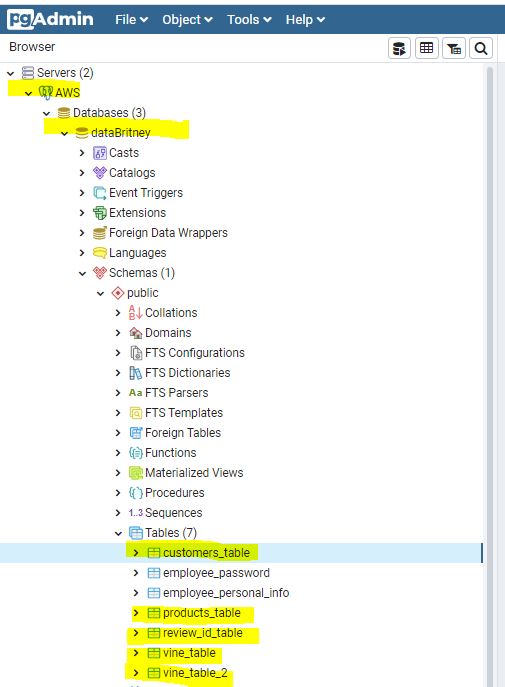 pgAdmin File Object Tools Help
Browser
Servers (2)
AWS
Databases (3)
dataBritney
Casts
Catalogs
Event Triggers
Extensions
Foreign Data Wrappers
Languages
Schemas (1)
public
Collations
Domains
FTS Configurations
FTS Dictionaries
Aa FTS Parsers
FTS Templates
Foreign Tables
Functions
Materialized Views
Procedures
1..3 Sequences
Tables (7)
customers_table
employee_password
employee_personal_info
products_table
review_id_table
vine_table
vine_table_2